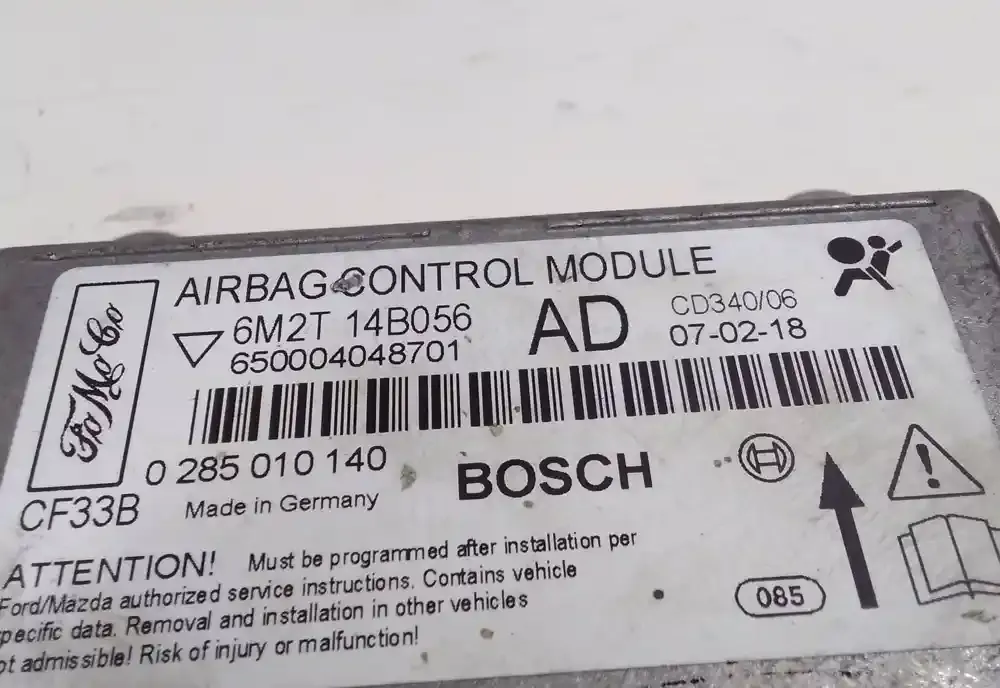 AIRBAG CONTROL MODULE
6M2T 14B056 AD CD340/06
650004048701 07-02-18
FoMoCo
0 285 010 140 BOSCH
CF33B Made in Germany
ATTENTION! Must be programmed after installation per
Ford/Mazda authorized service instructions. Contains vehicle
specific data. Removal and installation in other vehicles
not admissible! Risk of injury or malfunction!
085